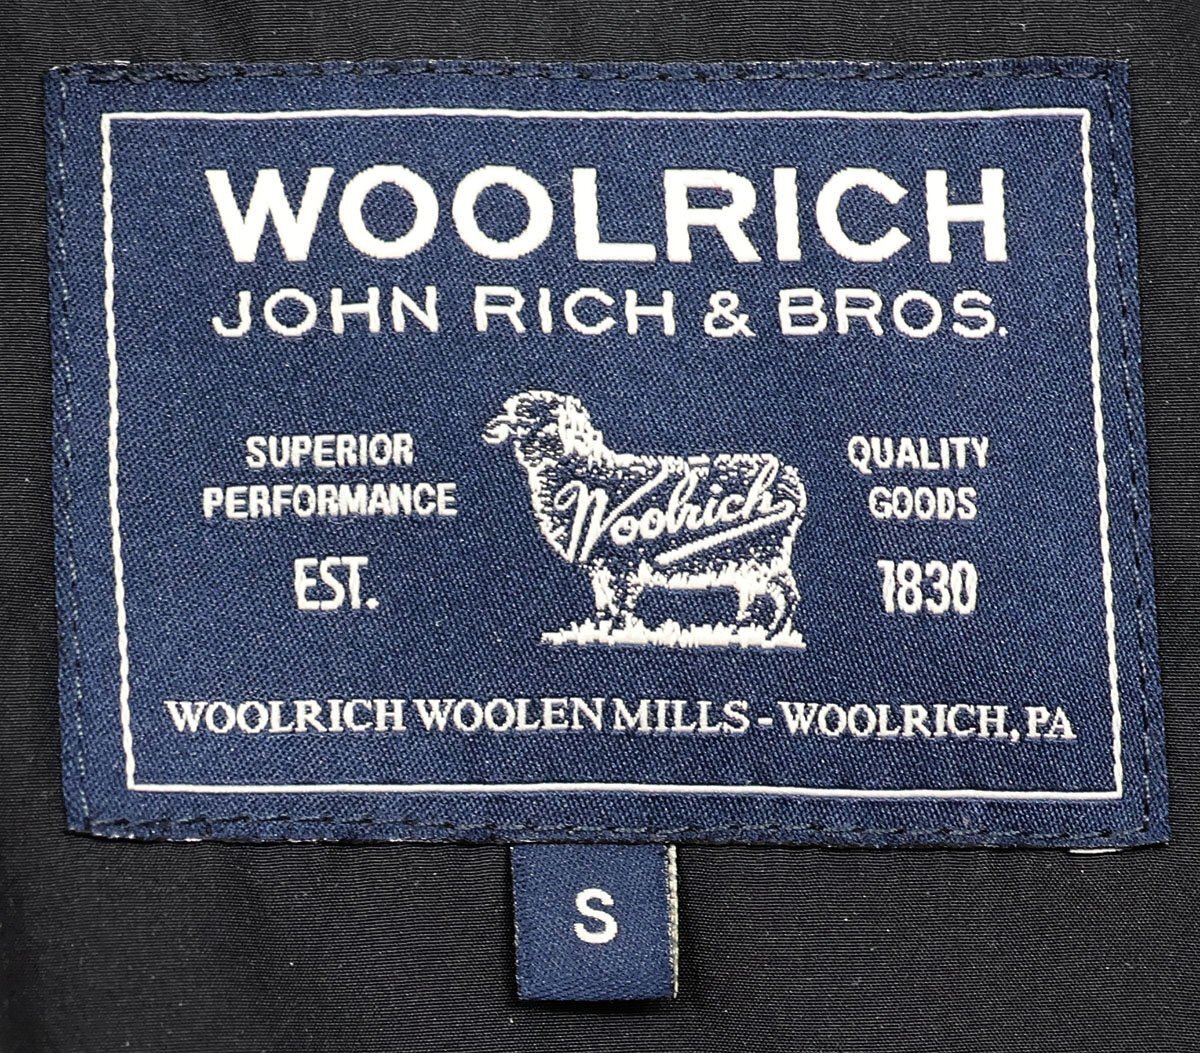 WOOLRICH
JOHN RICH & BROS.
SUPERIOR
PERFORMANCE
EST.
Woolrich
QUALITY
GOODS
1830
WOOLRICH WOOLEN MILLS - WOOLRICH, PA
S